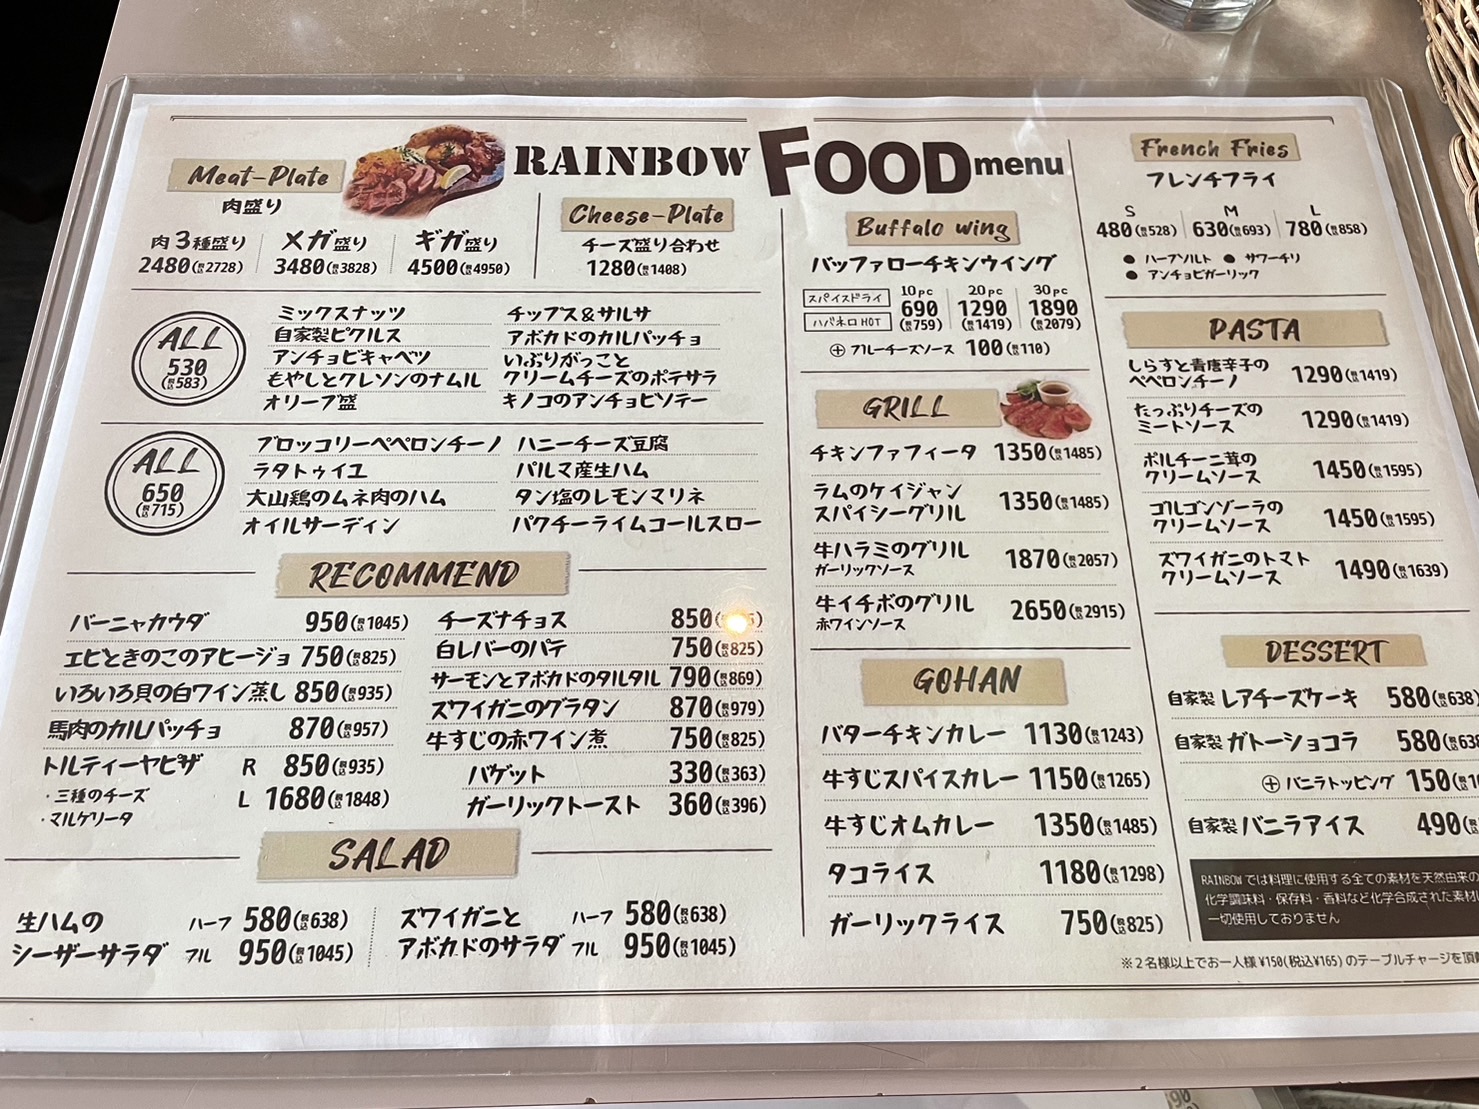 RAINBOW FOOD menu
Meat-Plate
肉盛り
肉3種盛り メガ盛り ギガ盛り
2480(税込2728) 3480(税込3828) 4500(税込4950)
Cheese-Plate
チーズ盛り合わせ
1280(税込1408)
ALL
530
(税込583)
ミックスナッツ
自家製ピクルス
アンチョビキャベツ
もやしとクレソンのナムル
オリーブ盛
チップス&サルサ
アボカドのカルパッチョ
いぶりがっこと
クリームチーズのポテサラ
キノコのアンチョビソテー
ALL
650
(税込715)
ブロッコリーペペロンチーノ
ラタトゥイユ
大山鶏のムネ肉のハム
オイルサーディン
ハニーチーズ豆腐
パルマ産生ハム
タン塩のレモンマリネ
パクチーライムコールスロー
RECOMMEND
バーニャカウダ 950(税込1045)
エビときのこのアヒージョ 750(税込825)
いろいろ貝の白ワイン蒸し 850(税込935)
馬肉のカルパッチョ 870(税込957)
トルティーヤピザ R 850(税込935)
・三種のチーズ L 1680(税込1848)
・マルゲリータ
チーズナチョス 850
白レバーのパテ 750(税込825)
サーモンとアボカドのタルタル 790(税込869)
ズワイガニのグラタン 870(税込979)
牛すじの赤ワイン煮 750(税込825)
バゲット 330(税込363)
ガーリックトースト 360(税込396)
SALAD
生ハムの ハーフ 580(税込638)
シーザーサラダ フル 950(税込1045)
ズワイガニと ハーフ 580(税込638)
アボカドのサラダ フル 950(税込1045)
Buffalo wing
バッファローチキンウイング
スパイスドライ
ハバネロHOT
10pc 20pc 30pc
690 1290 1890
(税込759) (税込1419) (税込2079)
⊕ブルーチーズソース 100(税込110)
GRILL
チキンファフィータ 1350(税込1485)
ラムのケイジャン
スパイシーグリル 1350(税込1485)
牛ハラミのグリル 1870(税込2057)
ガーリックソース
牛イチボのグリル 2650(税込2915)
赤ワインソース
GOHAN
バターチキンカレー 1130(税込1243)
牛すじスパイスカレー 1150(税込1265)
牛すじオムカレー 1350(税込1485)
タコライス 1180(税込1298)
ガーリックライス 750(税込825)
French Fries
フレンチフライ
S M L
480(税込528) 630(税込693) 780(税込858)
●ハーブソルト ●サワーチリ
●アンチョビガーリック
PASTA
しらすと青唐辛子の
ペペロンチーノ 1290(税込1419)
たっぷりチーズの
ミートソース 1290(税込1419)
ポルチーニ茸の
クリームソース 1450(税込1595)
ゴルゴンゾーラの
クリームソース 1450(税込1595)
ズワイガニのトマト
クリームソース 1490(税込1639)
DESSERT
自家製レアチーズケーキ 580(税込638)
自家製ガトーショコラ 580(税込638
⊕バニラトッピング 150(税込1
自家製バニラアイス 490(税込
RAINBOWでは料理に使用する全ての素材を天然由来の
化学調味料・保存料・香料など化学合成された素材は
一切使用しておりません
※2名様以上でお一人様¥150(税込¥165)のテーブルチャージを頂